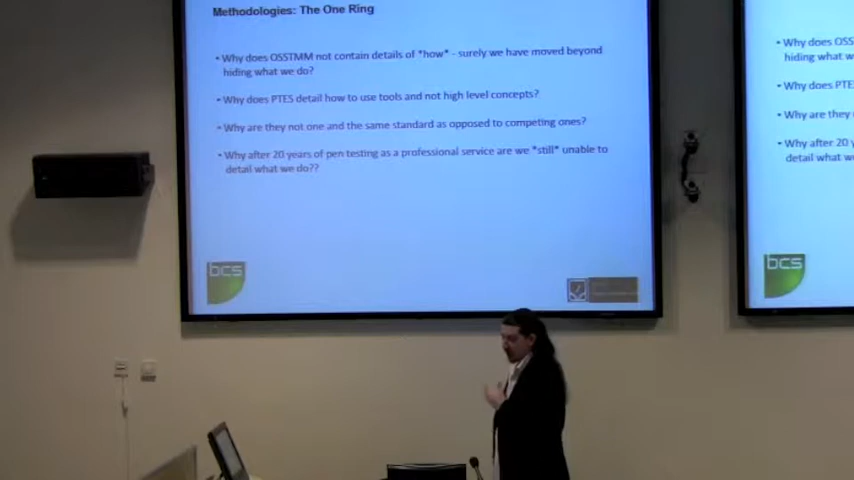 Methodologies: The One Ring
• Why does OSSTMM not contain details of *how* - surely we have moved beyond
hiding what we do?
• Why does PTES detail how to use tools and not high level concepts?
• Why are they not one and the same standard as opposed to competing ones?
• Why after 20 years of pen testing as a professional service are we *still* unable to
detail what we do??
bcs
• Why does OSS
hiding what w
• Why does PTE
• Why are they
• Why after 20 y
detail what we
bcs